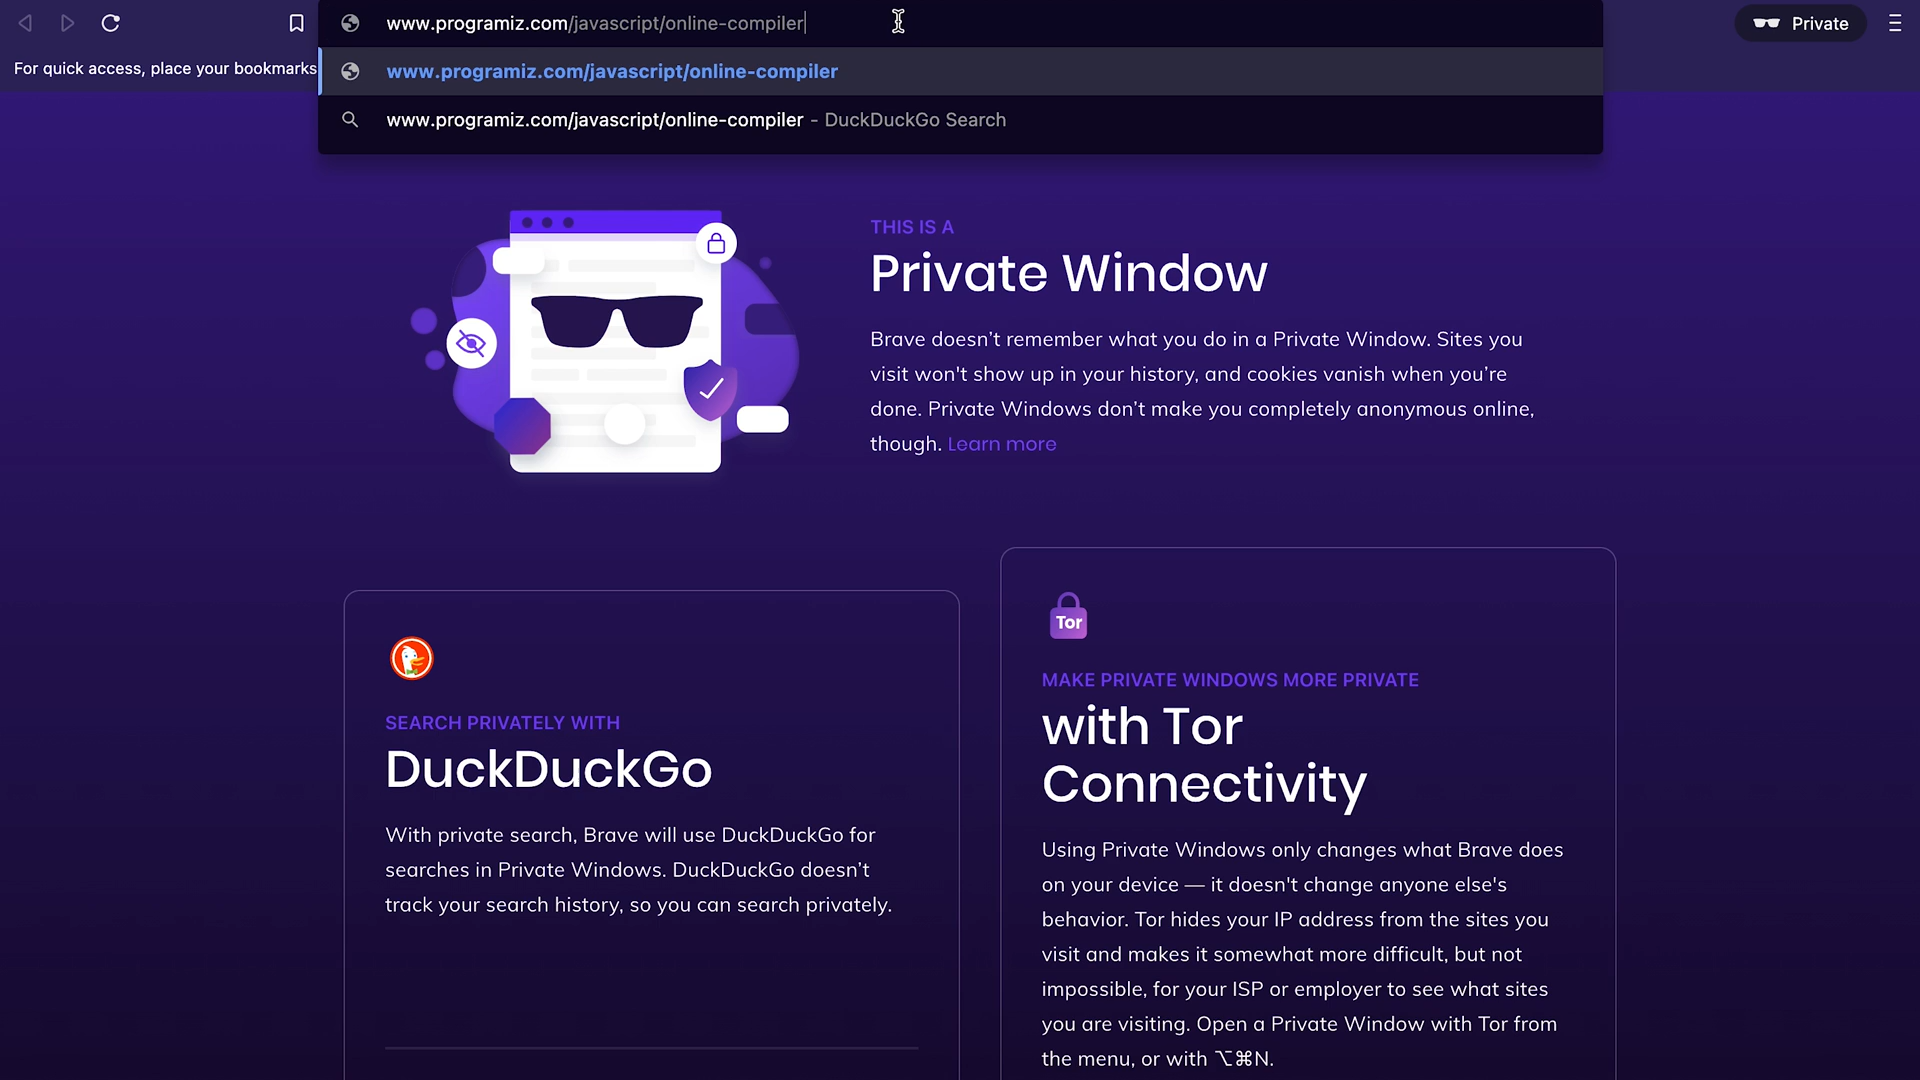 www.programiz.com/javascript/online-compiler
Private
For quick access, place your bookmarks
www.programiz.com/javascript/online-compiler
www.programiz.com/javascript/online-compiler - DuckDuckGo Search
THIS IS A
Private Window
Brave doesn’t remember what you do in a Private Window. Sites you
visit won't show up in your history, and cookies vanish when you’re
done. Private Windows don’t make you completely anonymous online,
though. Learn more
SEARCH PRIVATELY WITH
DuckDuckGo
With private search, Brave will use DuckDuckGo for
searches in Private Windows. DuckDuckGo doesn’t
track your search history, so you can search privately.
Tor
MAKE PRIVATE WINDOWS MORE PRIVATE
with Tor
Connectivity
Using Private Windows only changes what Brave does
on your device — it doesn't change anyone else's
behavior. Tor hides your IP address from the sites you
visit and makes it somewhat more difficult, but not
impossible, for your ISP or employer to see what sites
you are visiting. Open a Private Window with Tor from
the menu, or with ⌥⌘N.